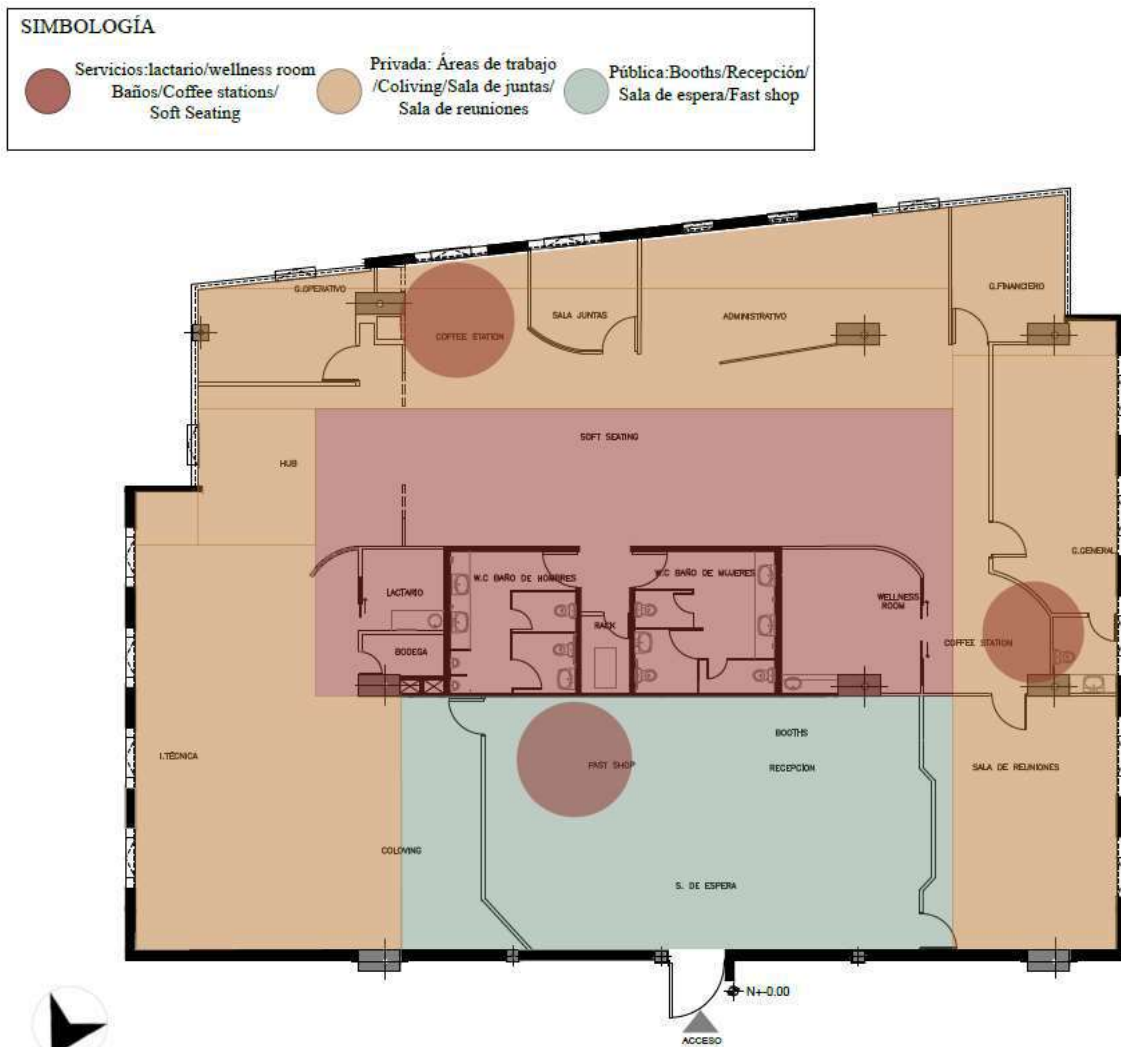 SIMBOLOGÍA
Servicios:lactario/wellness room
Baños/Coffee stations/
Soft Seating
Privada: Áreas de trabajo
/Coliving/Sala de juntas/
Sala de reuniones
Pública:Booths/Recepción/
Sala de espera/Fast shop
G.OPERATIVO
COFFEE STATION
SALA JUNTAS
ADMINISTRATIVO
G.FINANCIERO
SOFT SEATING
HUB
G.GENERAL
W.C BAÑO DE HOMBRES
W.C BAÑO DE MUJERES
LACTARIO
WELLNESS
ROOM
RACK
COFFEE STATION
BODEGA
BOOTHS
I.TÉCNICA
FAST SHOP
RECEPCIÓN
SALA DE REUNIONES
COLOVING
S. DE ESPERA
N+-0.00
ACCESO